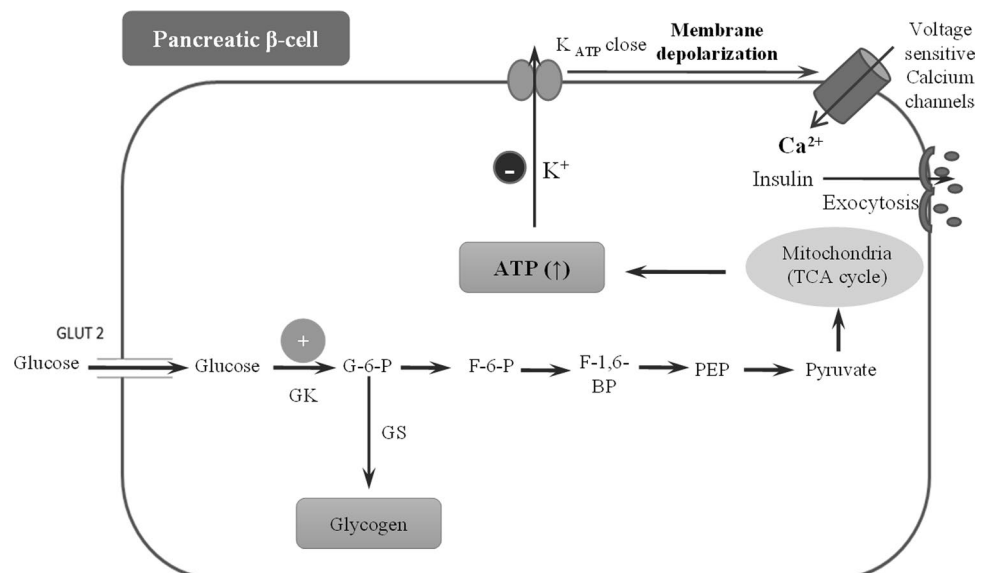 Pancreatic β-cell
K ATP close
Membrane
depolarization
Voltage
sensitive
Calcium
channels
Ca²⁺
Insulin
Exocytosis
-
K⁺
ATP (↑)
Mitochondria
(TCA cycle)
GLUT 2
Glucose
Glucose
+
GK
G-6-P
F-6-P
F-1,6-
BP
PEP
Pyruvate
GS
Glycogen